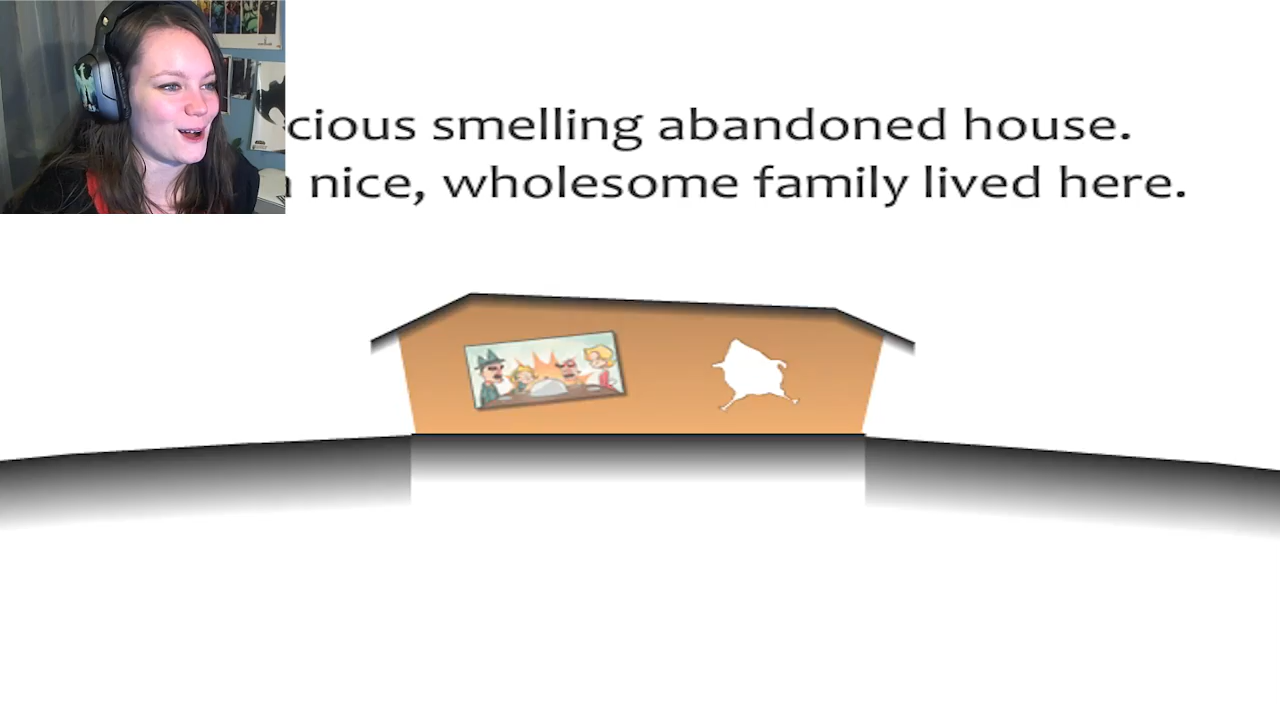 cious smelling abandoned house.
nice, wholesome family lived here.